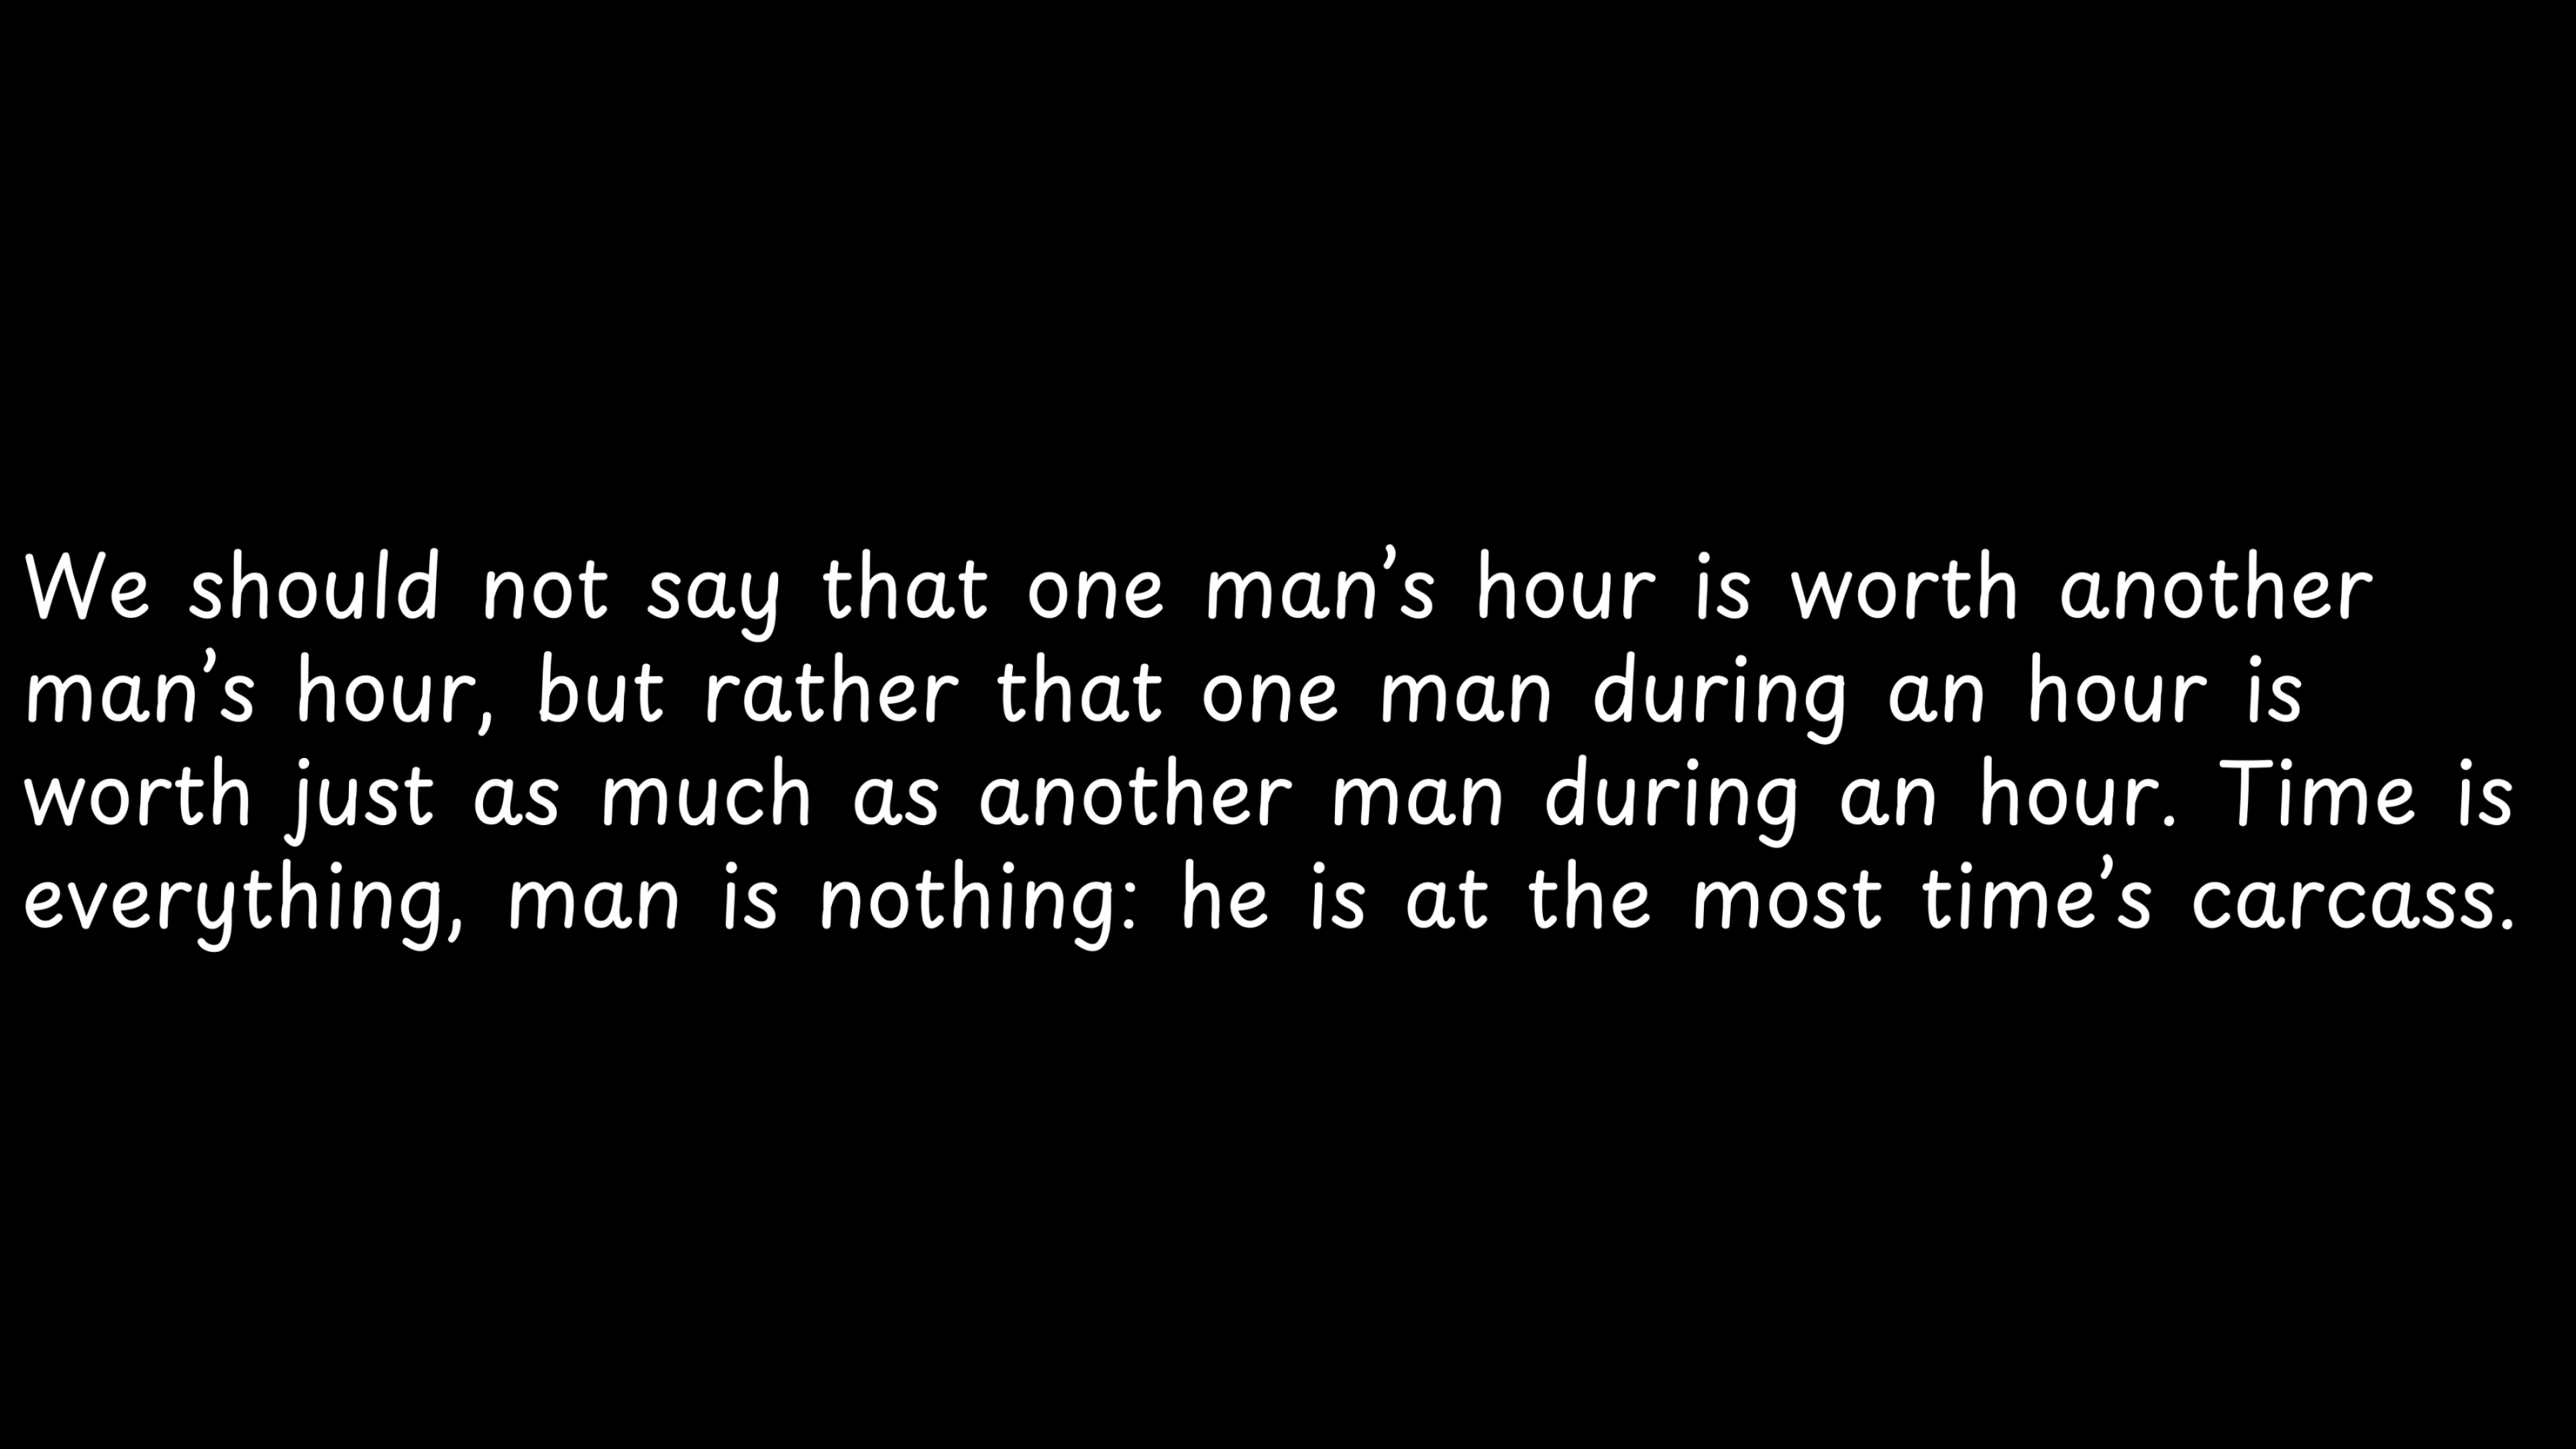 We should not say that one man’s hour is worth another
man’s hour, but rather that one man during an hour is
worth just as much as another man during an hour. Time is
everything, man is nothing: he is at the most time’s carcass.